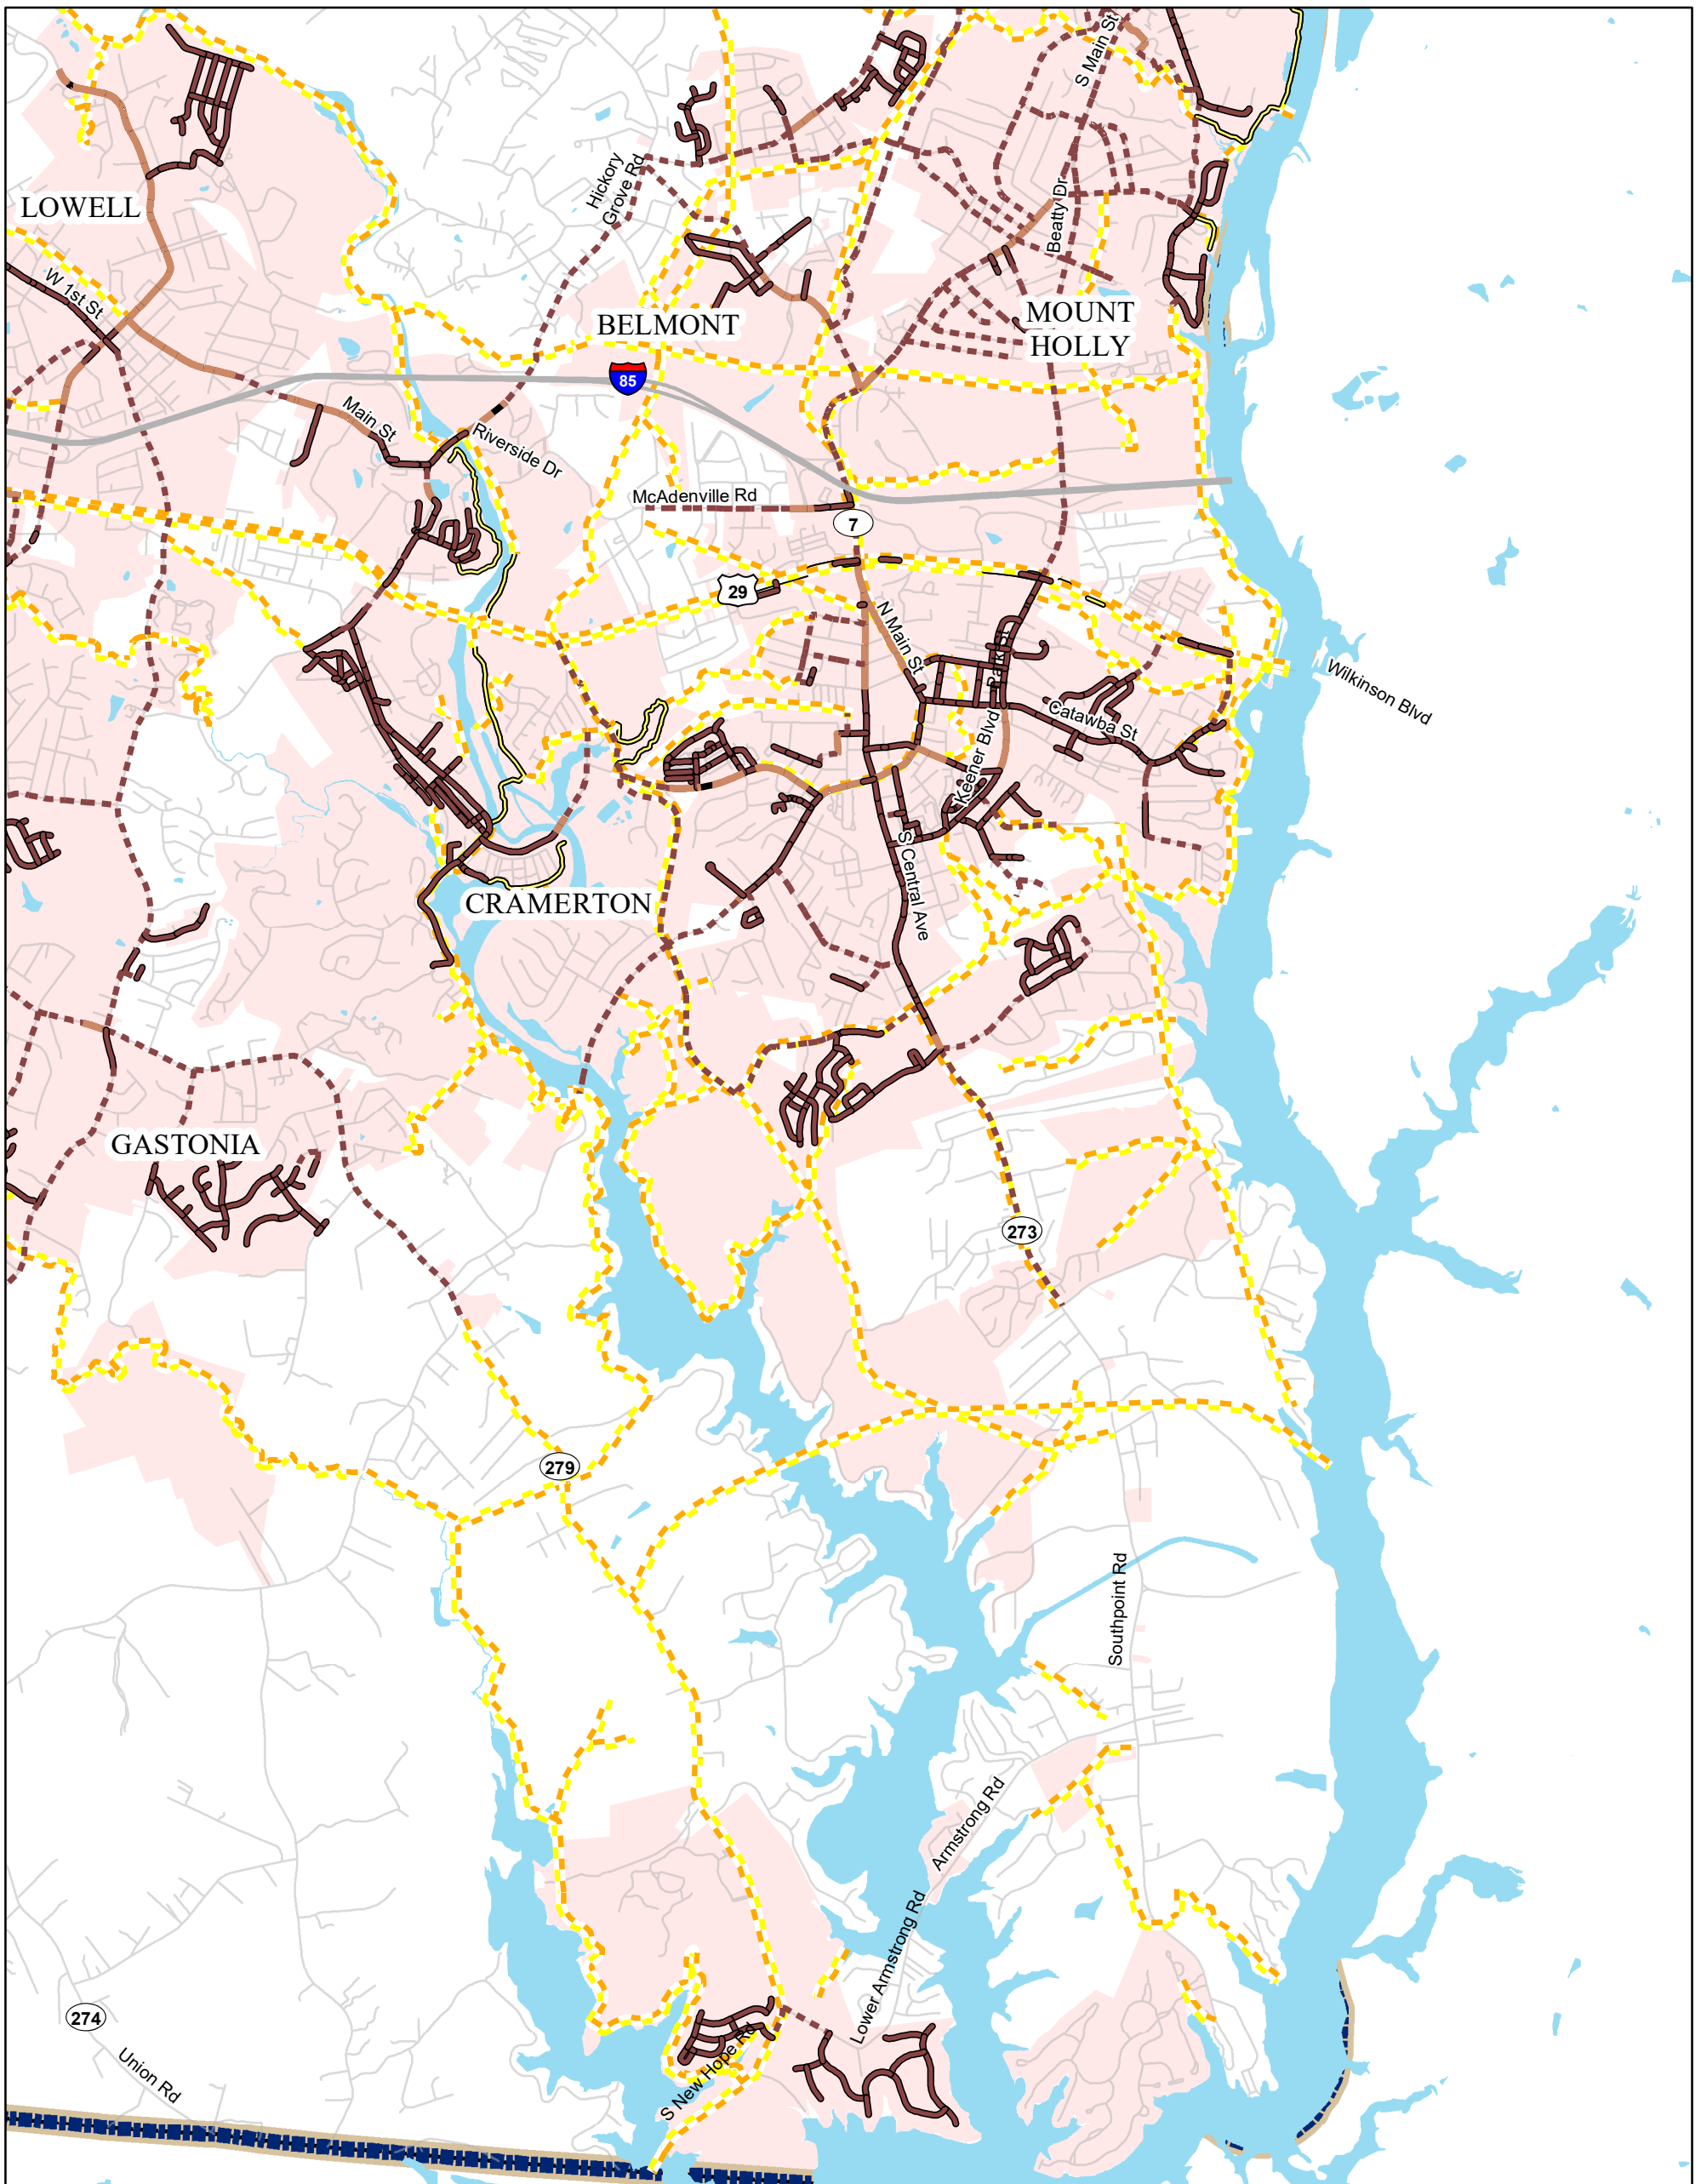 S Main St
Hickory
Grove Rd
LOWELL
Beatty Dr
W 1st St
BELMONT
MOUNT
HOLLY
85
Main St
Riverside Dr
McAdenville Rd
7
29
N Main St
Park St
Wilkinson Blvd
Catawba St
Keener Blvd
S Central Ave
CRAMERTON
GASTONIA
273
279
Southpoint Rd
Armstrong Rd
Lower Armstrong Rd
274
Union Rd
S New Hope Rd